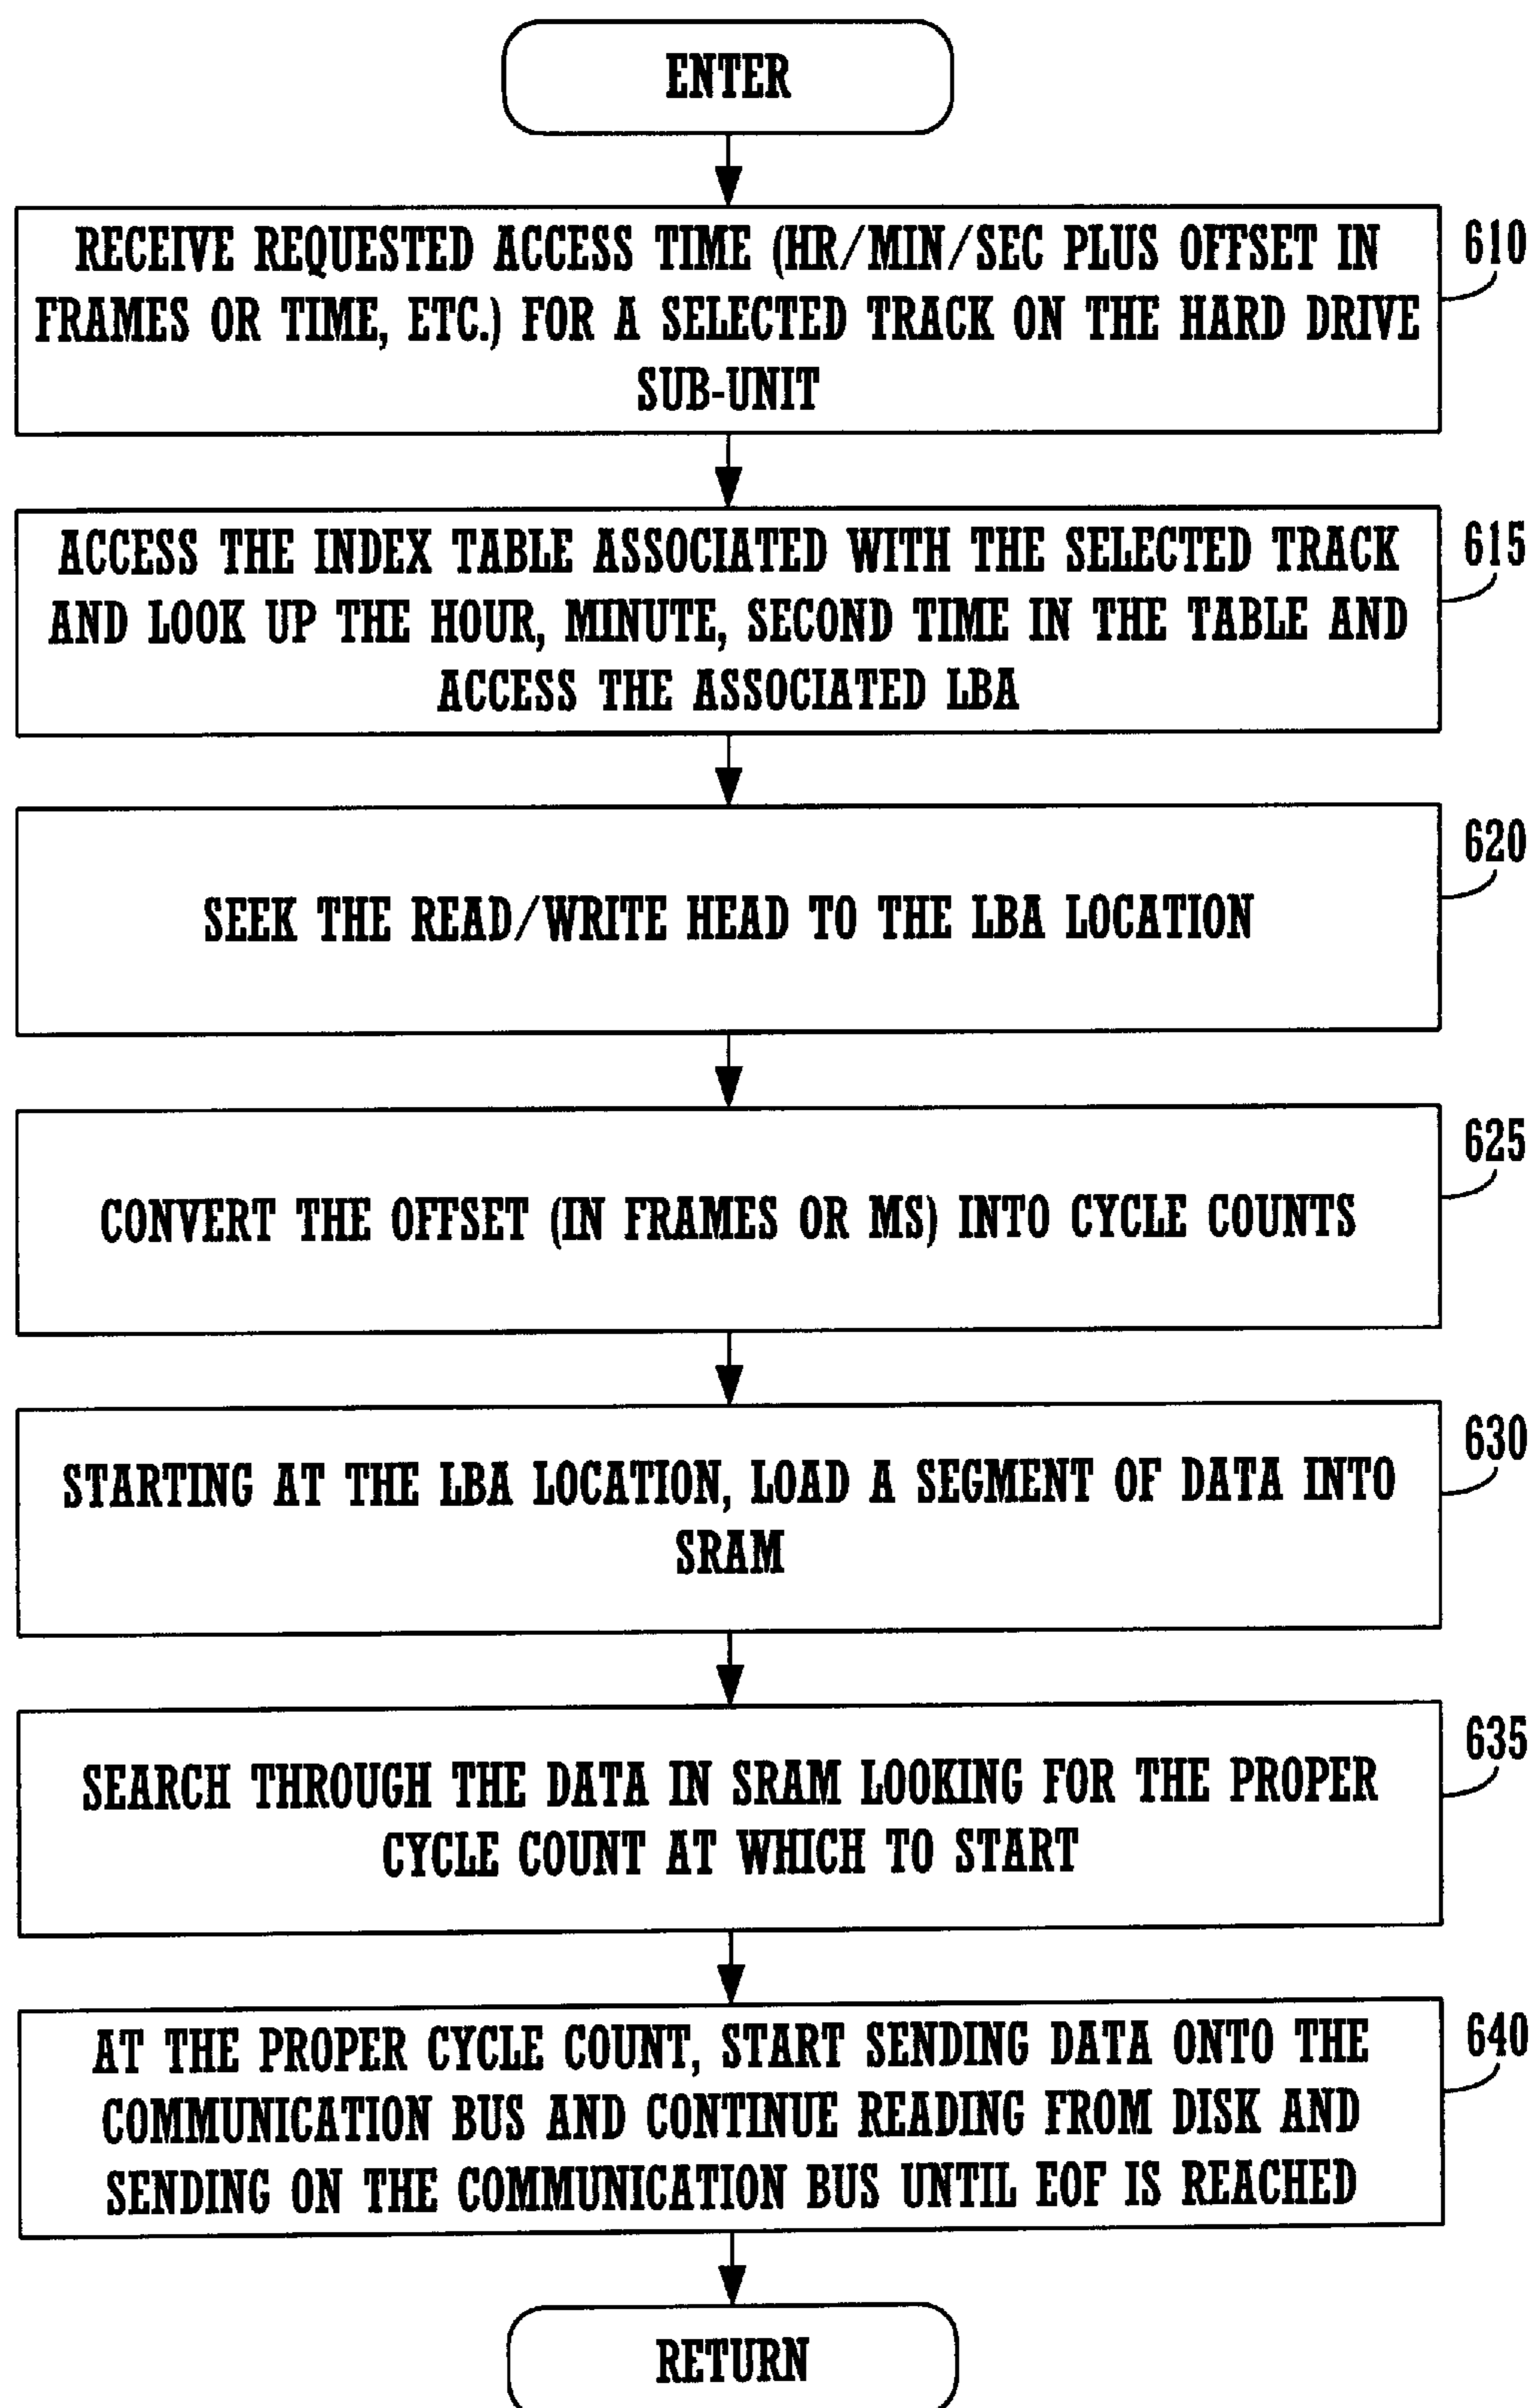 ENTER
RECEIVE REQUESTED ACCESS TIME (HR/MIN/SEC PLUS OFFSET IN
FRAMES OR TIME, ETC.) FOR A SELECTED TRACK ON THE HARD DRIVE
SUB-UNIT
610
ACCESS THE INDEX TABLE ASSOCIATED WITH THE SELECTED TRACK
AND LOOK UP THE HOUR, MINUTE, SECOND TIME IN THE TABLE AND
ACCESS THE ASSOCIATED LBA
615
SEEK THE READ/WRITE HEAD TO THE LBA LOCATION
620
CONVERT THE OFFSET (IN FRAMES OR MS) INTO CYCLE COUNTS
625
STARTING AT THE LBA LOCATION, LOAD A SEGMENT OF DATA INTO
SRAM
630
SEARCH THROUGH THE DATA IN SRAM LOOKING FOR THE PROPER
CYCLE COUNT AT WHICH TO START
635
AT THE PROPER CYCLE COUNT, START SENDING DATA ONTO THE
COMMUNICATION BUS AND CONTINUE READING FROM DISK AND
SENDING ON THE COMMUNICATION BUS UNTIL EOF IS REACHED
640
RETURN